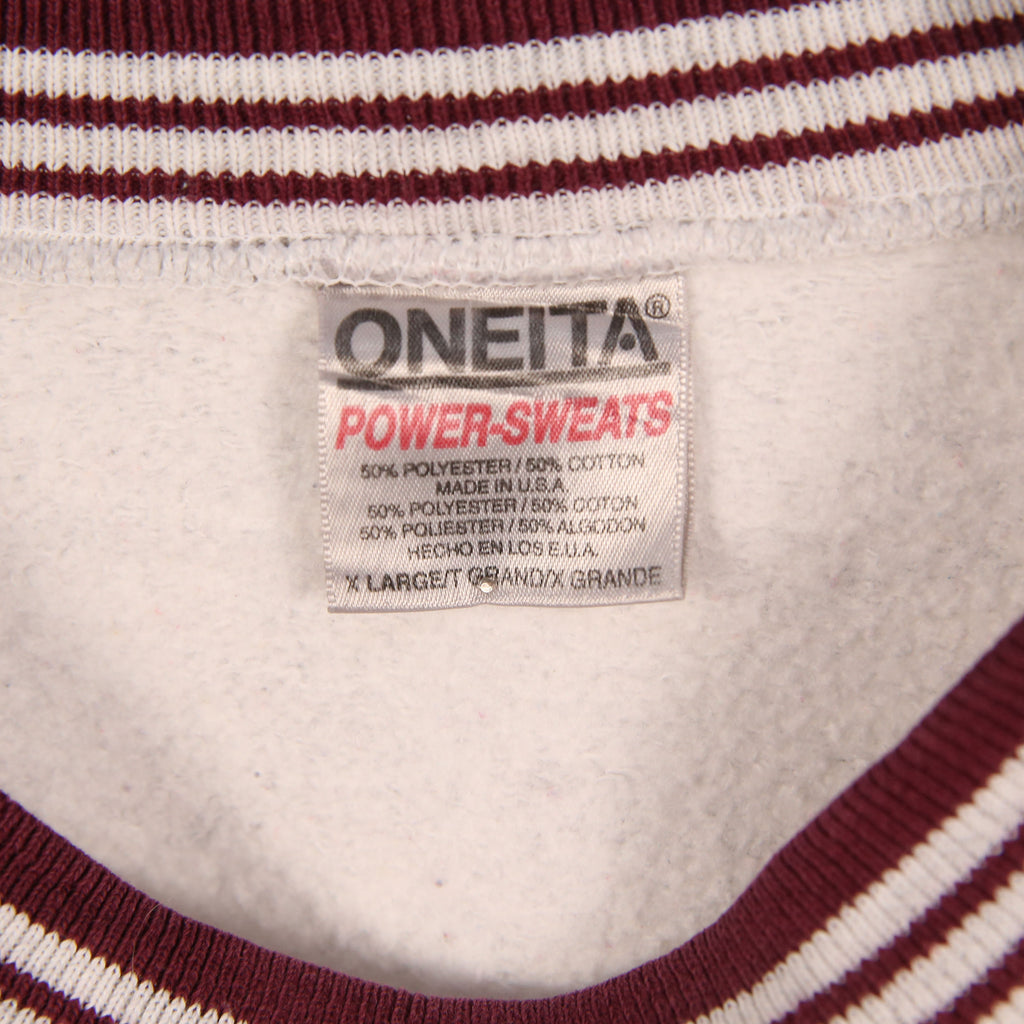 ONEITA®
POWER-SWEATS
50% POLYESTER / 50% COTTON
MADE IN U.S.A
50% POLYESTER / 50% COTON
50% POLIESTER / 50% ALGODON
HECHO EN LOS E.U.A.
X LARGE/T GRAND/X GRANDE